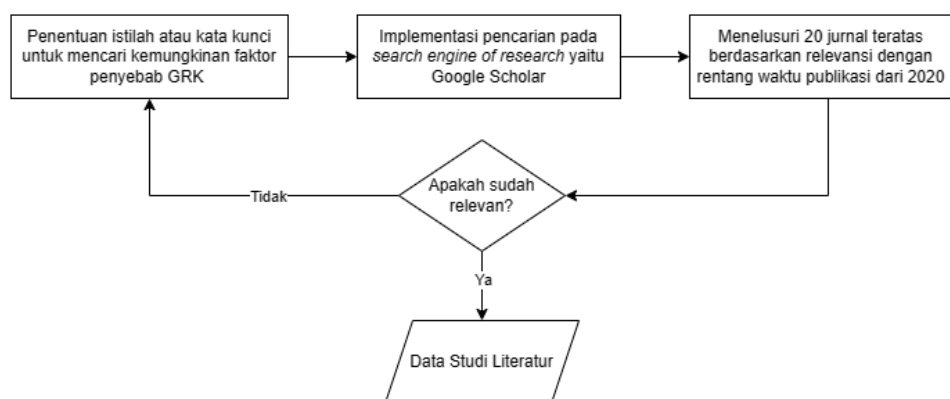 Penentuan istilah atau kata kunci
untuk mencari kemungkinan faktor
penyebab GRK
Implementasi pencarian pada
search engine of research yaitu
Google Scholar
Menelusuri 20 jurnal teratas
berdasarkan relevansi dengan
rentang waktu publikasi dari 2020
Apakah sudah
relevan?
Tidak
Ya
Data Studi Literatur